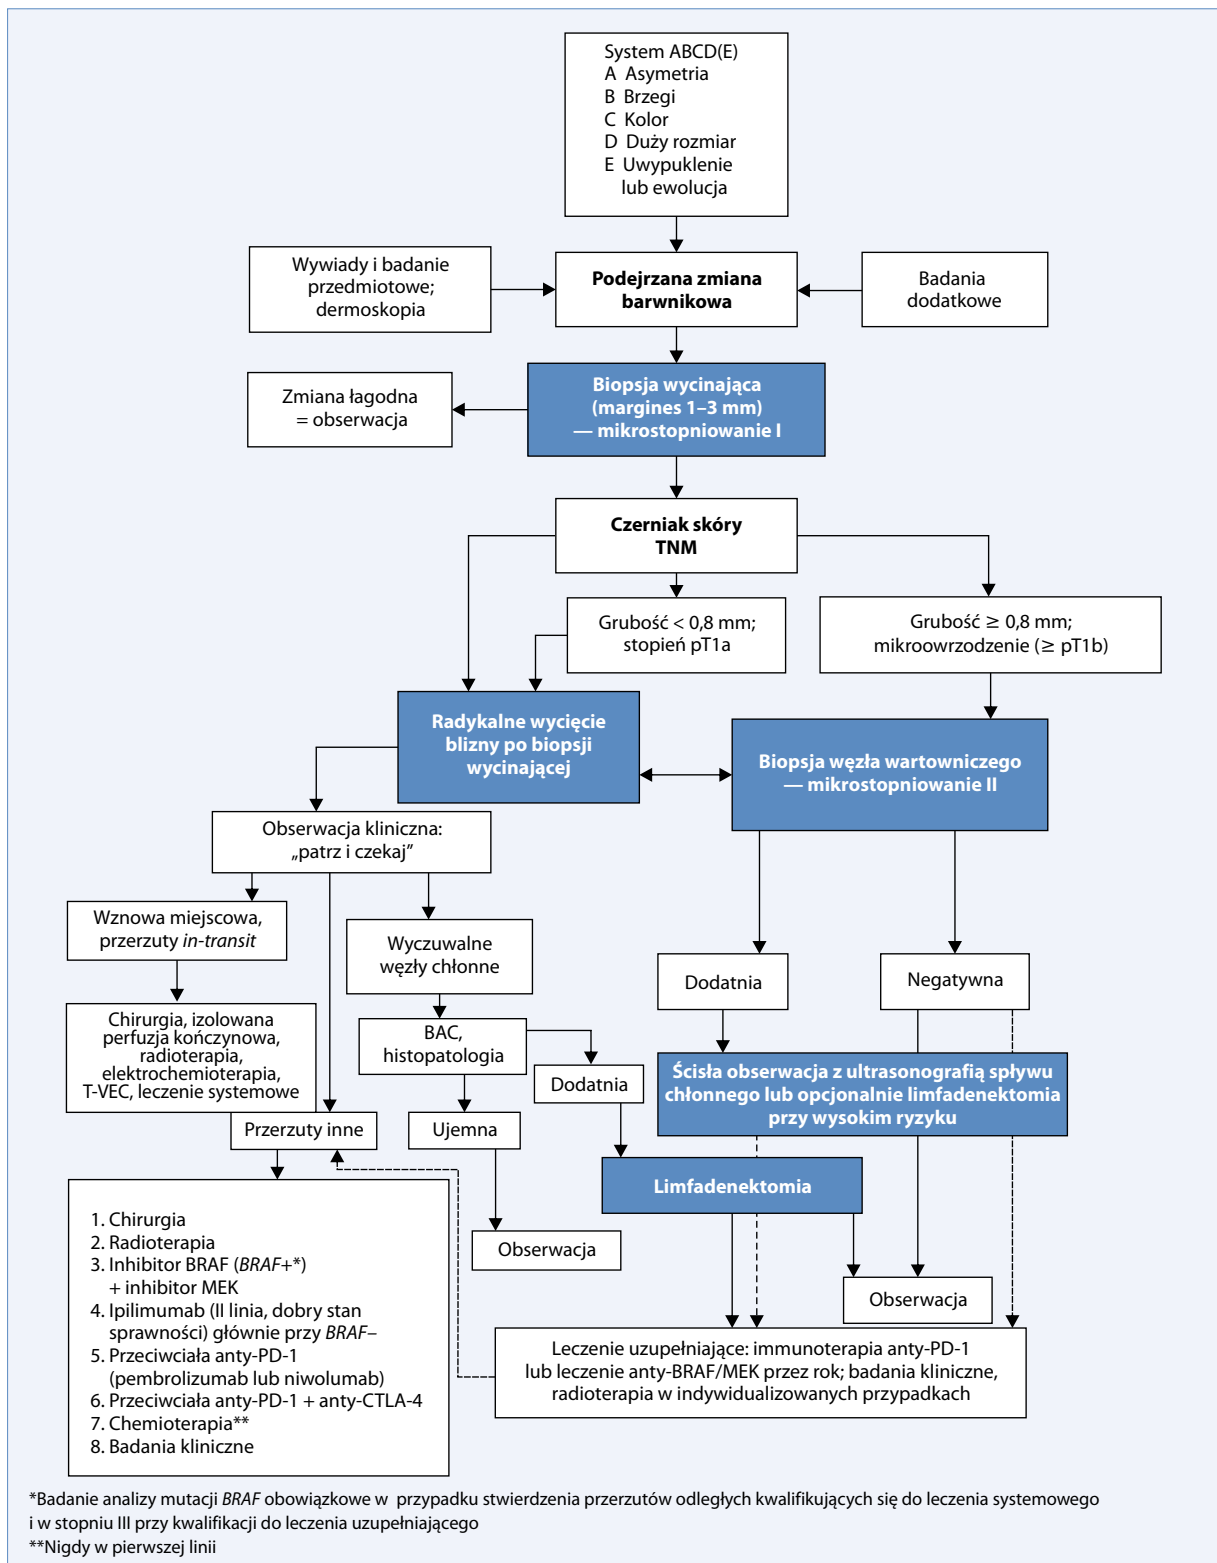 System ABCD(E)
A Asymetria
B Brzegi
C Kolor
D Duży rozmiar
E Uwypuklenie
lub ewolucja
Wywiady i badanie
przedmiotowe;
dermoskopia
Podejrzana zmiana
barwnikowa
Badania
dodatkowe
Zmiana łagodna
= obserwacja
Biopsja wycinająca
(margines 1–3 mm)
— mikrostopniowanie I
Czerniak skóry
TNM
Grubość < 0,8 mm;
stopień pT1a
Grubość ≥ 0,8 mm;
mikroowrzodzenie (≥ pT1b)
Radykalne wycięcie
blizny po biopsji
wycinającej
Biopsja węzła wartowniczego
— mikrostopniowanie II
Obserwacja kliniczna:
„patrz i czekaj”
Wznowa miejscowa,
przerzuty in-transit
Wyczuwalne
węzły chłonne
Dodatnia
Negatywna
Chirurgia, izolowana
perfuzja kończynowa,
radioterapia,
elektrochemioterapia,
T-VEC, leczenie systemowe
BAC,
histopatologia
Dodatnia
Ścisła obserwacja z ultrasonografią spływu
chłonnego lub opcjonalnie limfadenektomia
przy wysokim ryzyku
Przerzuty inne
Ujemna
Limfadenektomia
Obserwacja
Obserwacja
1. Chirurgia
2. Radioterapia
3. Inhibitor BRAF (BRAF+*)
+ inhibitor MEK
4. Ipilimumab (II linia, dobry stan
sprawności) głównie przy BRAF–
5. Przeciwciała anty-PD-1
(pembrolizumab lub niwolumab)
6. Przeciwciała anty-PD-1 + anty-CTLA-4
7. Chemioterapia**
8. Badania kliniczne
Leczenie uzupełniające: immunoterapia anty-PD-1
lub leczenie anty-BRAF/MEK przez rok; badania kliniczne,
radioterapia w indywidualizowanych przypadkach
*Badanie analizy mutacji BRAF obowiązkowe w przypadku stwierdzenia przerzutów odległych kwalifikujących się do leczenia systemowego
i w stopniu III przy kwalifikacji do leczenia uzupełniającego
**Nigdy w pierwszej linii